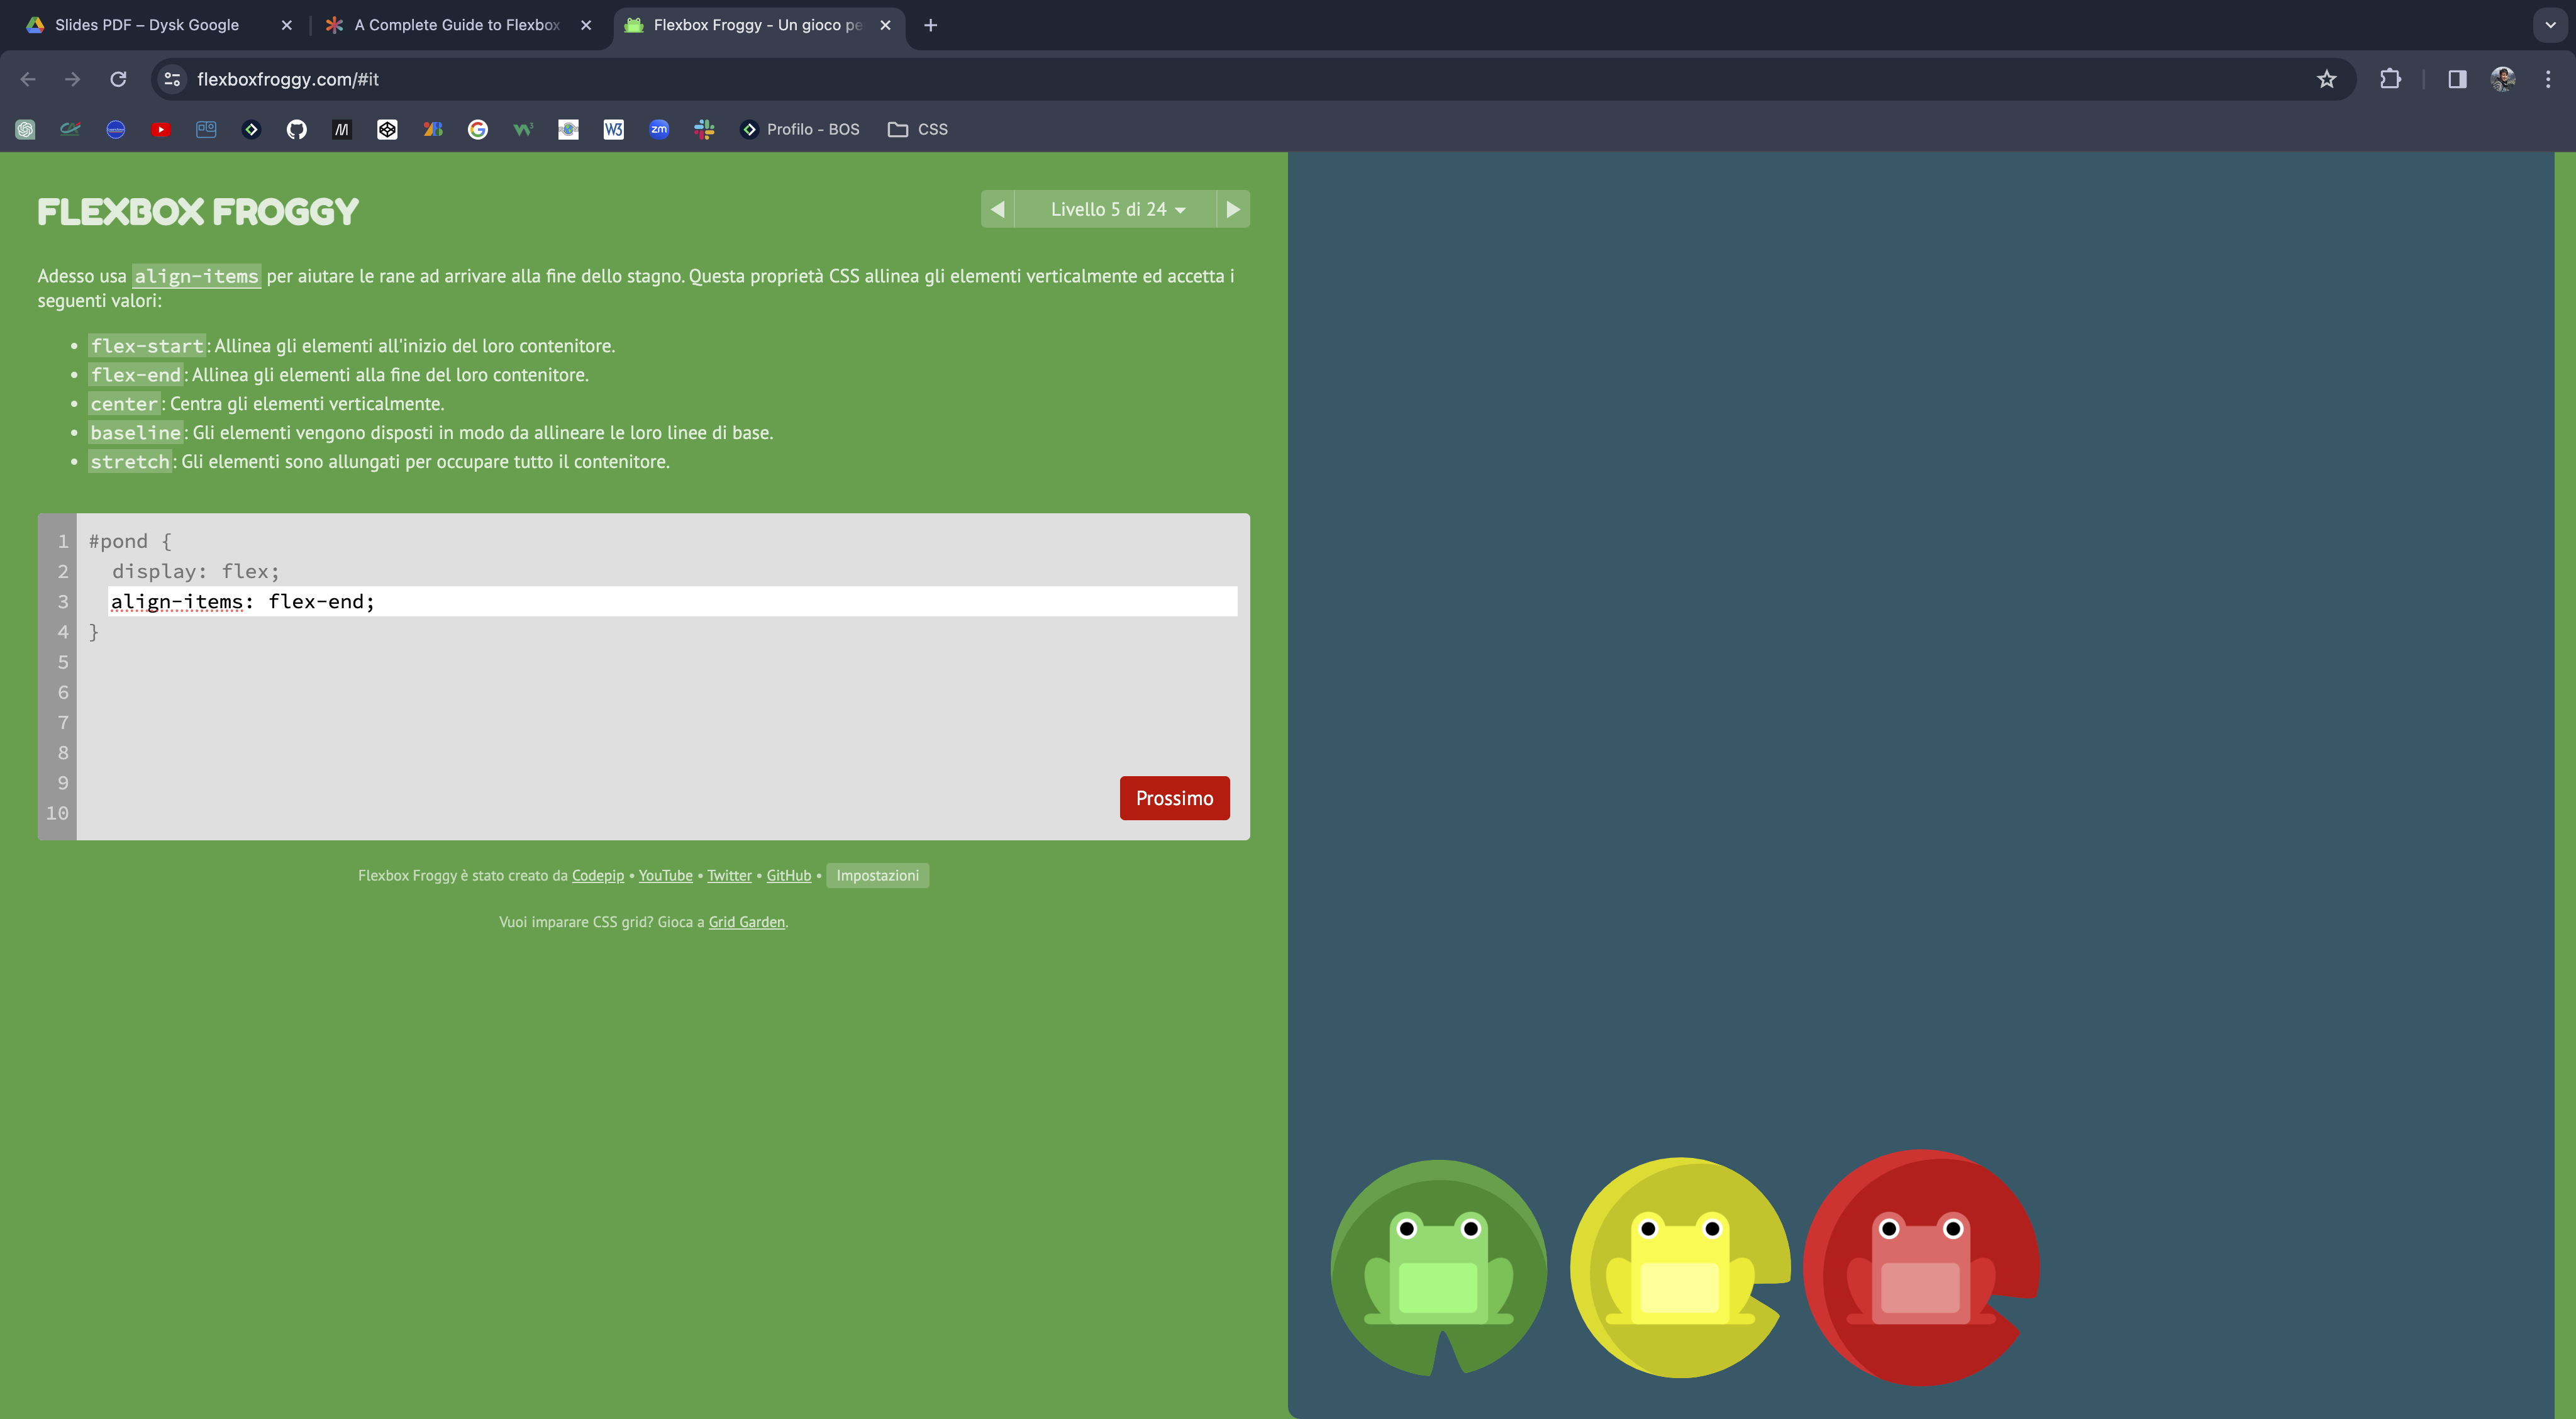 Slides PDF – Dysk Google
A Complete Guide to Flexbox
Flexbox Froggy - Un gioco pe
flexboxfroggy.com/#it
W3
zm
Profilo - BOS
CSS
FLEXBOX FROGGY
Livello 5 di 24
Adesso usa align-items per aiutare le rane ad arrivare alla fine dello stagno. Questa proprietà CSS allinea gli elementi verticalmente ed accetta i
seguenti valori:
• flex-start: Allinea gli elementi all'inizio del loro contenitore.
• flex-end: Allinea gli elementi alla fine del loro contenitore.
• center: Centra gli elementi verticalmente.
• baseline: Gli elementi vengono disposti in modo da allineare le loro linee di base.
• stretch: Gli elementi sono allungati per occupare tutto il contenitore.
1 #pond {
2 display: flex;
3 align-items: flex-end;
4 }
5
6
7
8
9
10
Prossimo
Flexbox Froggy è stato creato da Codepip • YouTube • Twitter • GitHub • Impostazioni
Vuoi imparare CSS grid? Gioca a Grid Garden.